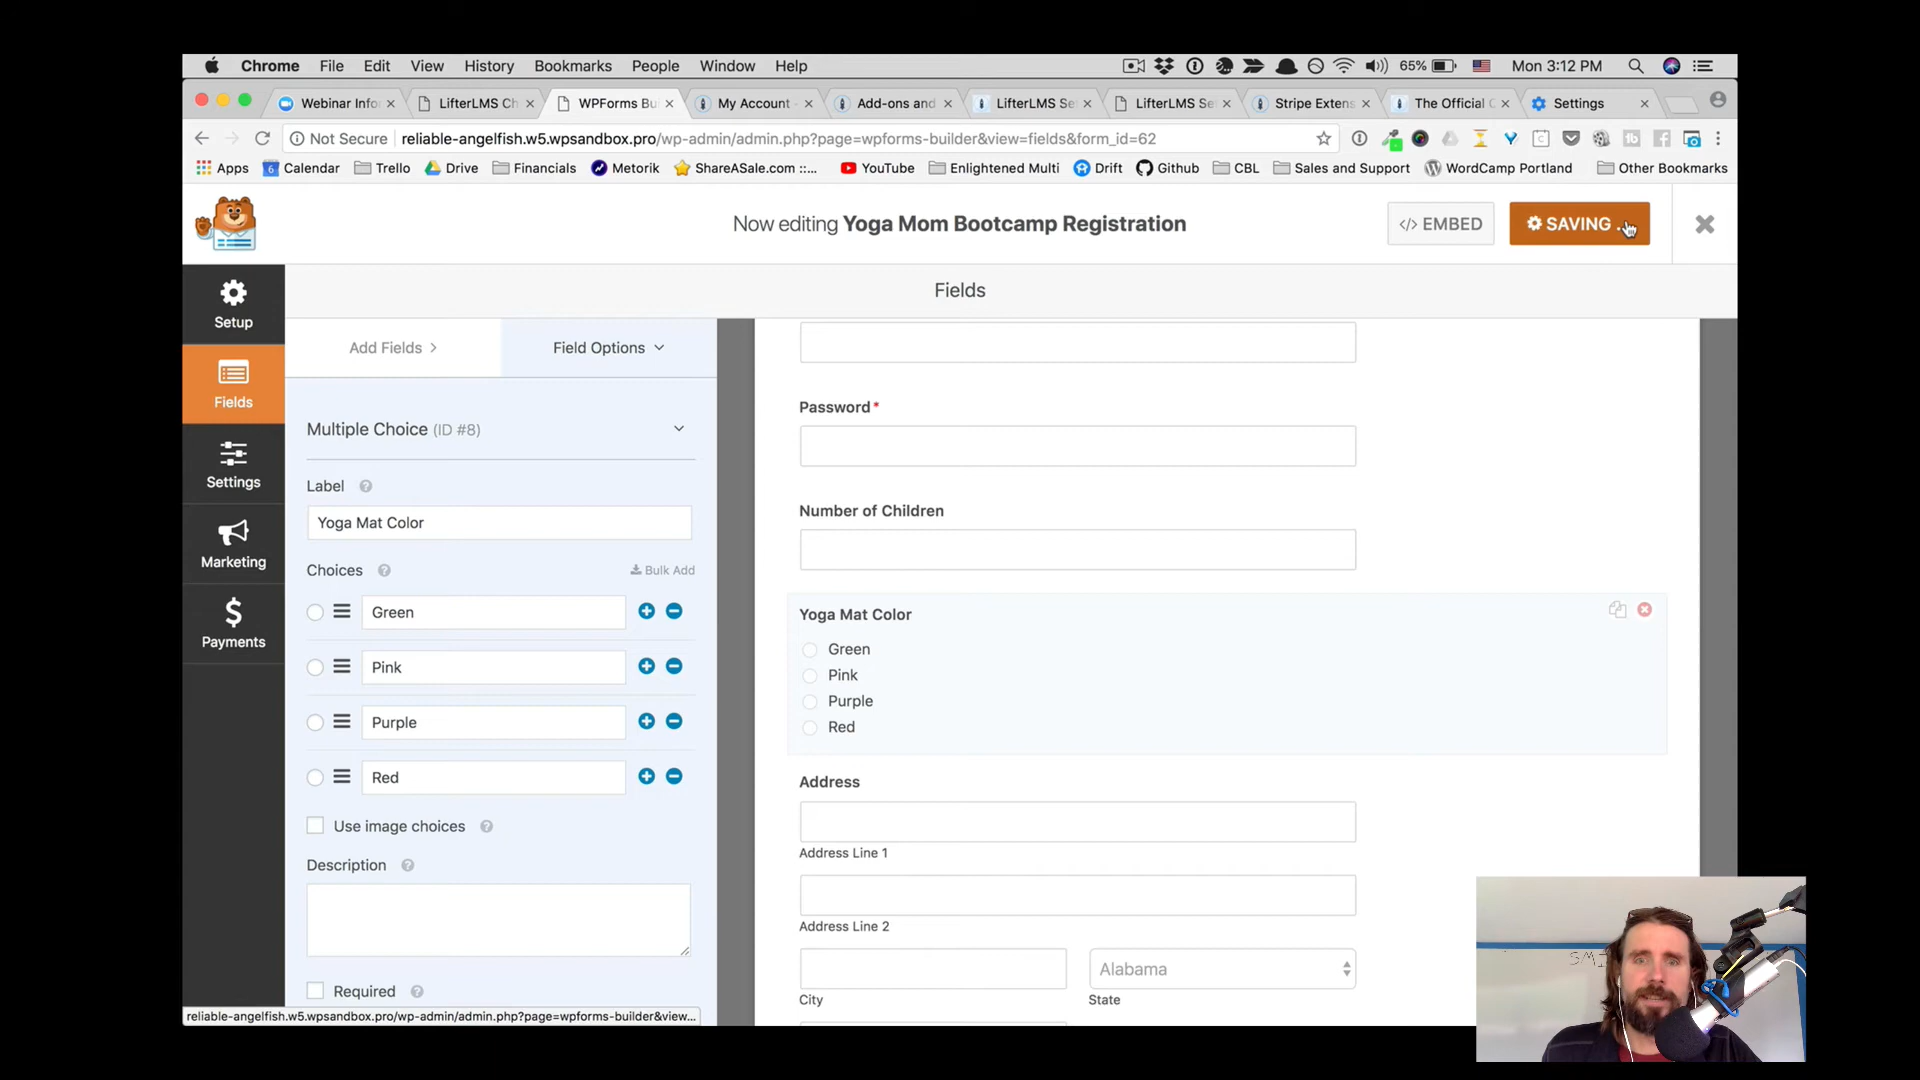 Chrome File Edit View History Bookmarks People Window Help 65% Mon 3:12 PM
Webinar Info LifterLMS Ch WPForms Bu My Account - Add-ons and LifterLMS Se LifterLMS Se Stripe Extens The Official Settings
Not Secure reliable-angelfish.w5.wpsandbox.pro/wp-admin/admin.php?page=wpforms-builder&view=fields&form_id=62
Apps 6 Calendar Trello Drive Financials Metorik ShareASale.com ::... YouTube Enlightened Multi Drift Github CBL Sales and Support WordCamp Portland Other Bookmarks
Now editing Yoga Mom Bootcamp Registration </> EMBED SAVING ...
Fields
Setup
Fields
Settings
Marketing
Payments
Add Fields > Field Options
Multiple Choice (ID #8)
Label
Yoga Mat Color
Choices Bulk Add
Green
Pink
Purple
Red
Use image choices
Description
Required
reliable-angelfish.w5.wpsandbox.pro/wp-admin/admin.php?page=wpforms-builder&view...
Password *
Number of Children
Yoga Mat Color
Green
Pink
Purple
Red
Address
Address Line 1
Address Line 2
Alabama
City State